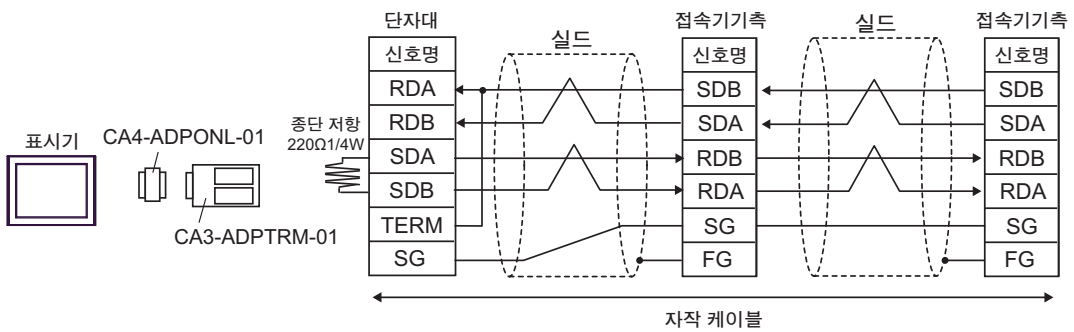 표시기
CA4-ADPONL-01
CA3-ADPTRM-01
종단 저항
220Ω1/4W
단자대
신호명
RDA
RDB
SDA
SDB
TERM
SG
실드
접속기기측
신호명
SDB
SDA
RDB
RDA
SG
FG
실드
접속기기측
신호명
SDB
SDA
RDB
RDA
SG
FG
자작 케이블